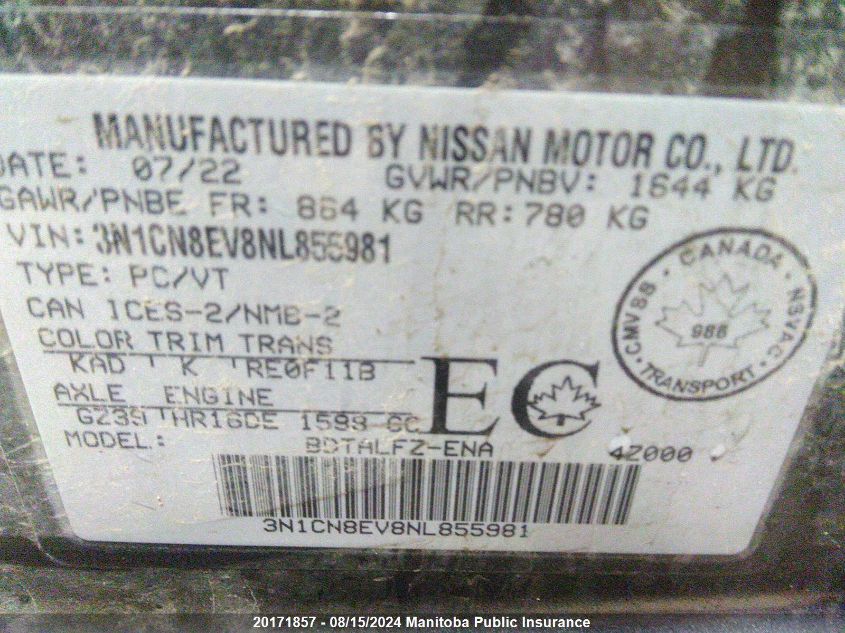 MANUFACTURED BY NISSAN MOTOR CO., LTD.
DATE: 07/22 GVWR/PNBV: 1644 KG
GAWR/PNBE FR: 864 KG RR: 780 KG
VIN: 3N1CN8EV8NL855981
TYPE: PC/VT
CAN ICES-2/NMB-2
COLOR TRIM TRANS
KAD K RE0F11B
AXLE ENGINE
GZ39 HR16DE 1598 CC
EC
MODEL: BDTALFZ-ENA 4Z000
CANADA · NSVAC · TRANSPORT · CMVSS
986
3N1CN8EV8NL855981
20171857 - 08/15/2024 Manitoba Public Insurance